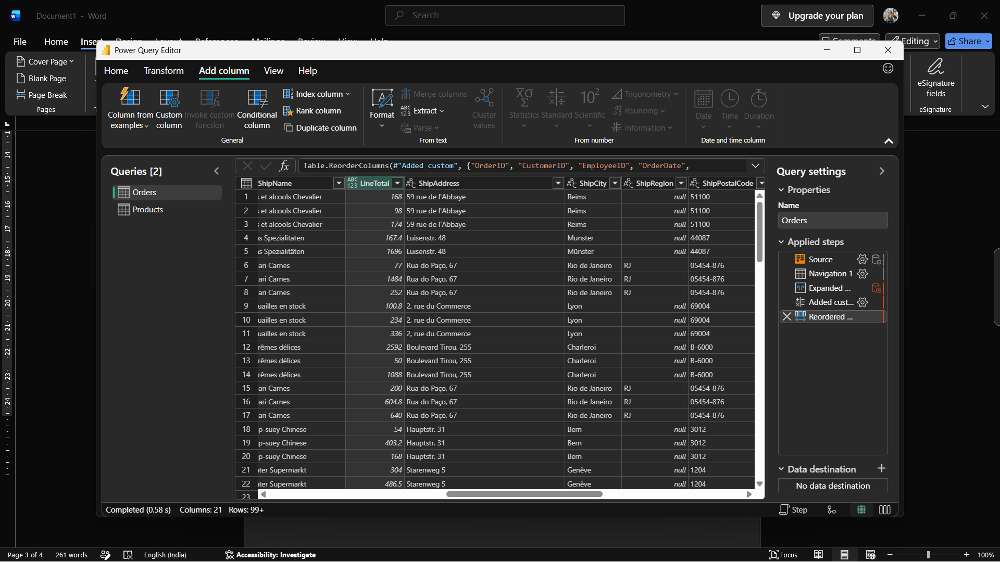 Document1 - Word
Search
Upgrade your plan
File
Home
Insert
Comments
Editing
Share
Cover Page
Blank Page
Page Break
Pages
eSignature
fields
eSignature
Power Query Editor
Home
Transform
Add column
View
Help
Column from
examples
Custom
column
Invoke custom
function
Conditional
column
Index column
Rank column
Duplicate column
General
Format
Merge columns
Extract
Parse
Cluster
values
From text
Statistics
Standard
Scientific
Trigonometry
Rounding
Information
From number
Date
Time
Duration
Date and time column
Queries [2]
Orders
Products
Table.ReorderColumns(#"Added custom", {"OrderID", "CustomerID", "EmployeeID", "OrderDate",
ShipName LineTotal ShipAddress ShipCity ShipRegion ShipPostalCode
1 s et alcools Chevalier 168 59 rue de l'Abbaye Reims null 51100
2 s et alcools Chevalier 98 59 rue de l'Abbaye Reims null 51100
3 s et alcools Chevalier 174 59 rue de l'Abbaye Reims null 51100
4 ns Spezialitäten 167.4 Luisenstr. 48 Münster null 44087
5 ns Spezialitäten 1696 Luisenstr. 48 Münster null 44087
6 nari Carnes 77 Rua do Paço, 67 Rio de Janeiro RJ 05454-876
7 nari Carnes 1484 Rua do Paço, 67 Rio de Janeiro RJ 05454-876
8 nari Carnes 252 Rua do Paço, 67 Rio de Janeiro RJ 05454-876
9 uailles en stock 100.8 2, rue du Commerce Lyon null 69004
10 uailles en stock 234 2, rue du Commerce Lyon null 69004
11 uailles en stock 336 2, rue du Commerce Lyon null 69004
12 rêmes délices 2592 Boulevard Tirou, 255 Charleroi null B-6000
13 rêmes délices 50 Boulevard Tirou, 255 Charleroi null B-6000
14 rêmes délices 1088 Boulevard Tirou, 255 Charleroi null B-6000
15 nari Carnes 200 Rua do Paço, 67 Rio de Janeiro RJ 05454-876
16 nari Carnes 604.8 Rua do Paço, 67 Rio de Janeiro RJ 05454-876
17 nari Carnes 640 Rua do Paço, 67 Rio de Janeiro RJ 05454-876
18 op-suey Chinese 54 Hauptstr. 31 Bern null 3012
19 op-suey Chinese 403.2 Hauptstr. 31 Bern null 3012
20 op-suey Chinese 168 Hauptstr. 31 Bern null 3012
21 nter Supermarkt 304 Starenweg 5 Genève null 1204
22 nter Supermarkt 486.5 Starenweg 5 Genève null 1204
23
Query settings
Properties
Name
Orders
Applied steps
Source
Navigation 1
Expanded ...
Added cust...
Reordered ...
Data destination
No data destination
Completed (0.58 s) Columns: 21 Rows: 99+
Step
Page 3 of 4 261 words English (India) Accessibility: Investigate Focus 100%